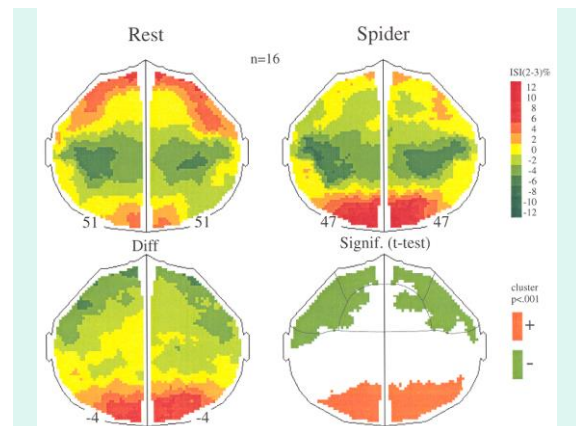 Rest
Spider
n=16
ISI(2-3)%
12
10
8
6
4
2
0
-2
-4
-6
-8
-10
-12
51
51
47
47
Diff
Signif. (t-test)
cluster
p<.001
+
-
-4
-4